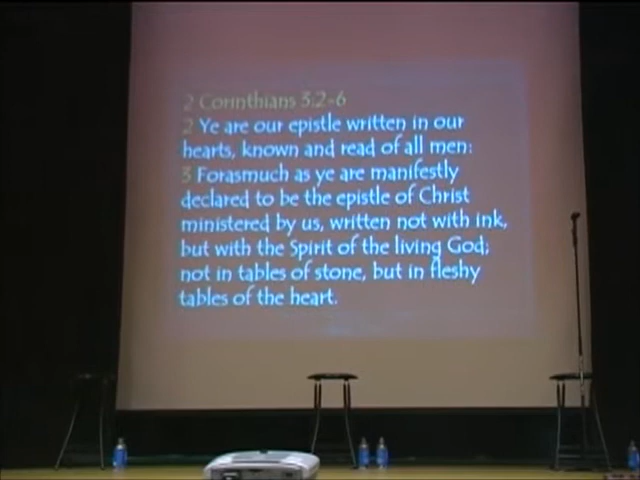 2 Corinthians 3.2-6
2 Ye are our epistle written in our
hearts, known and read of all men:
3 Forasmuch as ye are manifestly
declared to be the epistle of Christ
ministered by us, written not with ink,
but with the Spirit of the living God;
not in tables of stone, but in fleshy
tables of the heart.